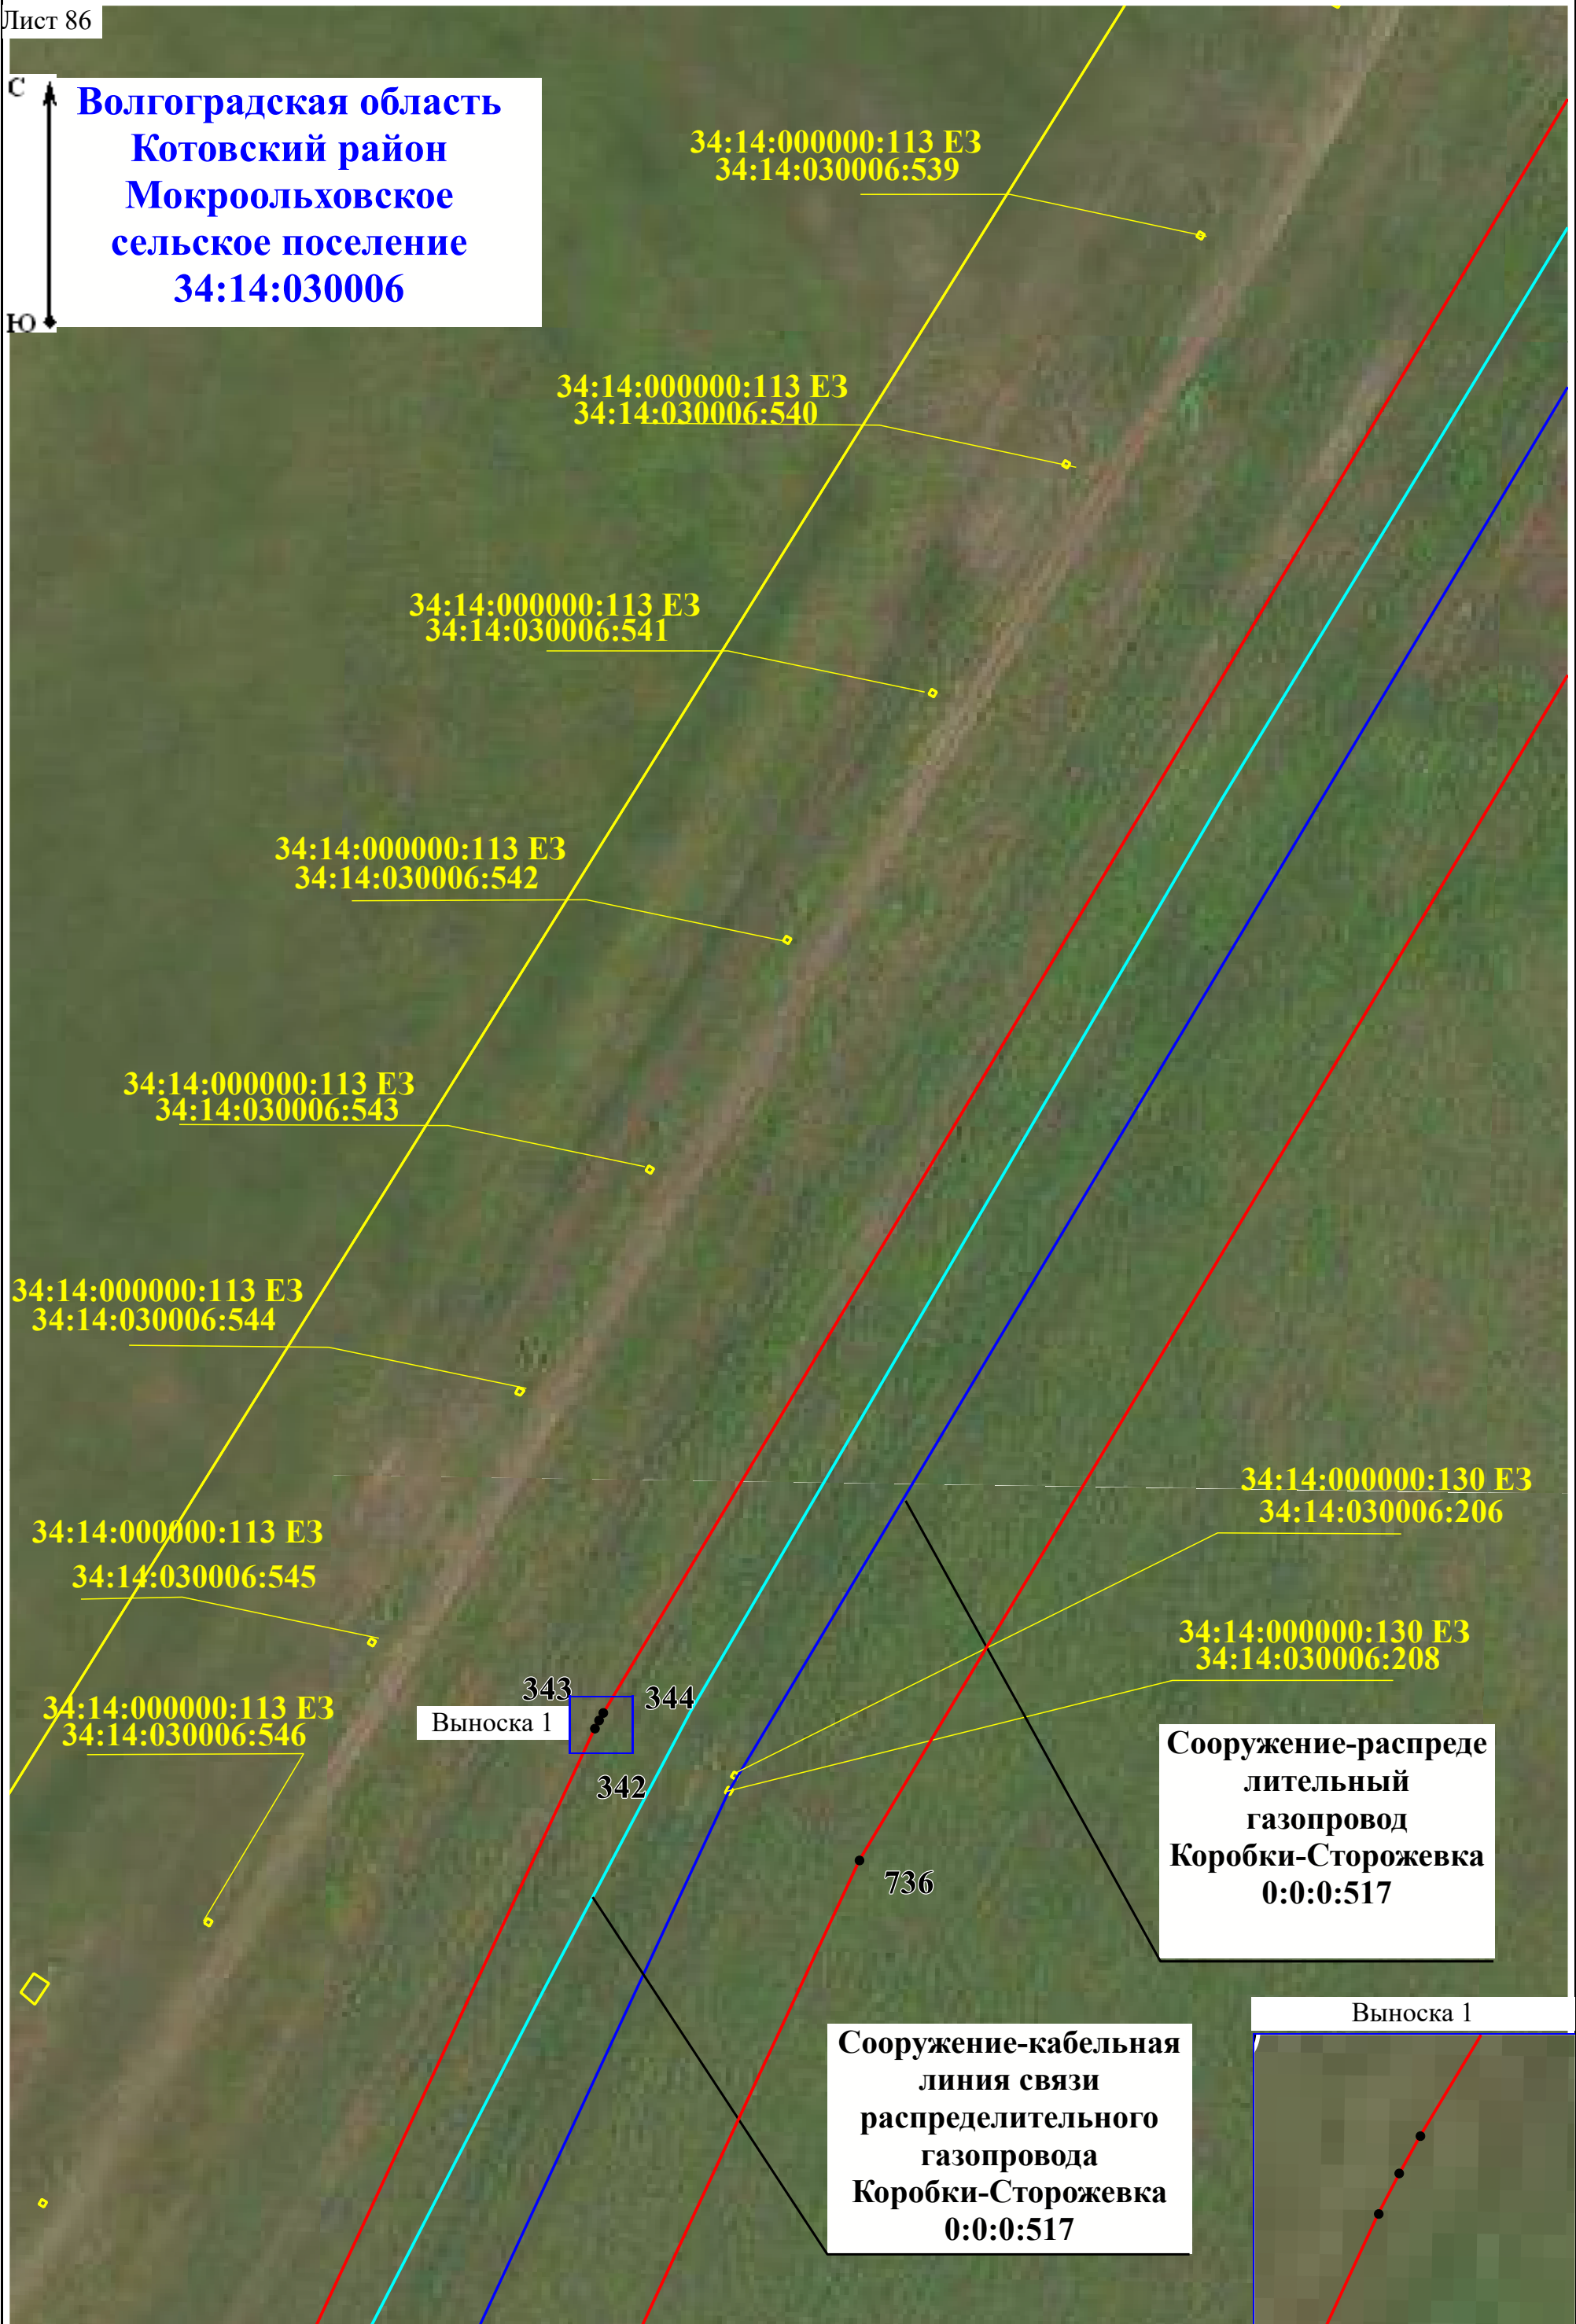 Лист 86
С
Ю
Волгоградская область
Котовский район
Мокроольховское
сельское поселение
34:14:030006
34:14:000000:113 ЕЗ
34:14:030006:539
34:14:000000:113 ЕЗ
34:14:030006:540
34:14:000000:113 ЕЗ
34:14:030006:541
34:14:000000:113 ЕЗ
34:14:030006:542
34:14:000000:113 ЕЗ
34:14:030006:543
34:14:000000:113 ЕЗ
34:14:030006:544
34:14:000000:130 ЕЗ
34:14:030006:206
34:14:000000:113 ЕЗ
34:14:030006:545
34:14:000000:130 ЕЗ
34:14:030006:208
343
344
Выноска 1
34:14:000000:113 ЕЗ
34:14:030006:546
342
736
Сооружение-распреде
лительный
газопровод
Коробки-Сторожевка
0:0:0:517
Сооружение-кабельная
линия связи
распределительного
газопровода
Коробки-Сторожевка
0:0:0:517
Выноска 1